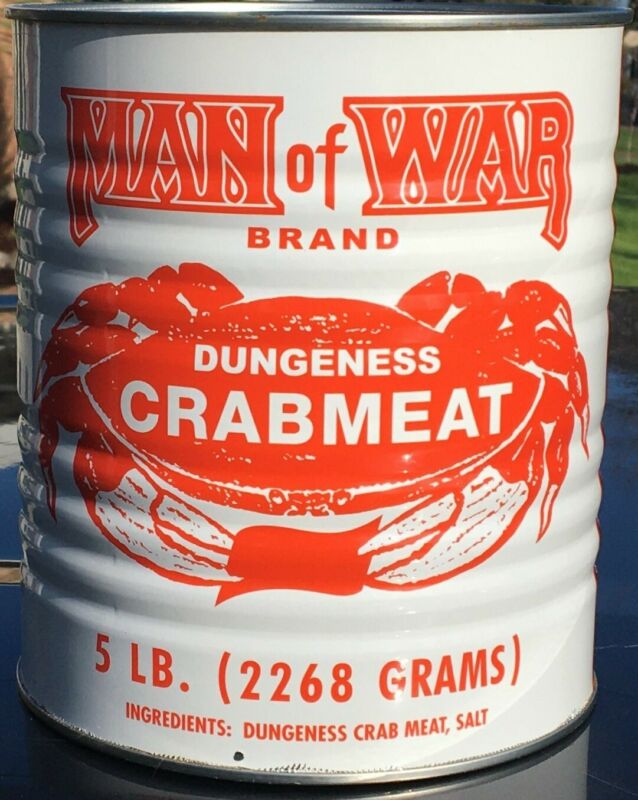 MAN of WAR
BRAND
DUNGENESS
CRABMEAT
5 LB. (2268 GRAMS)
INGREDIENTS: DUNGENESS CRAB MEAT, SALT